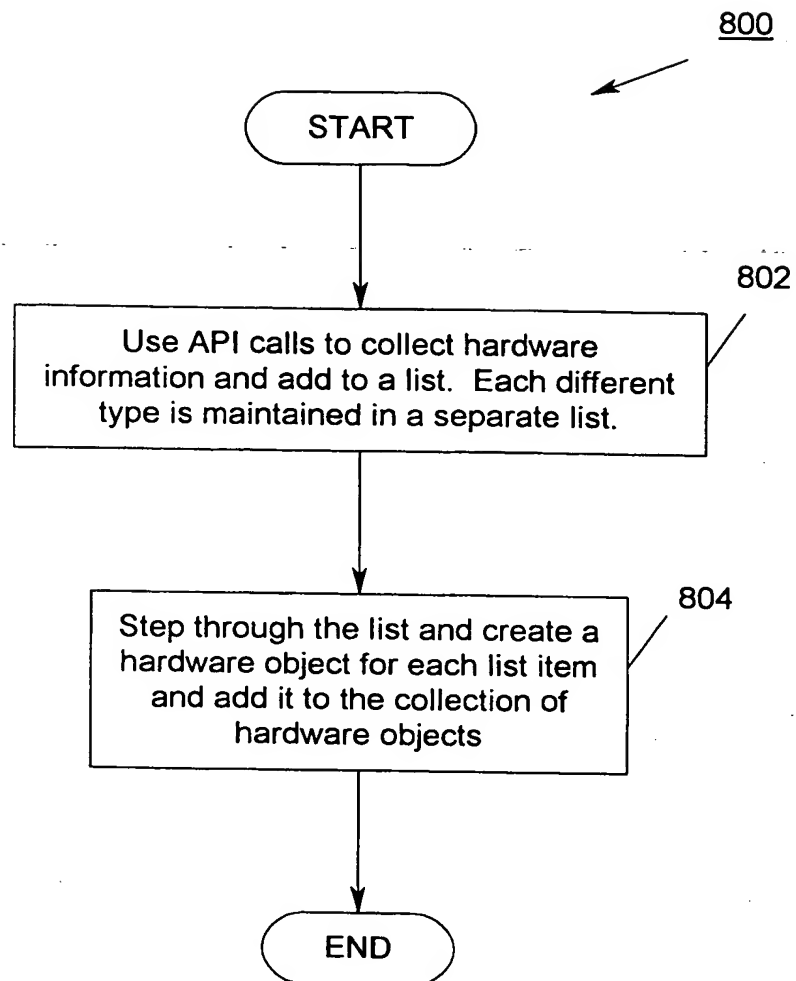 800
START
802
Use API calls to collect hardware
information and add to a list. Each different
type is maintained in a separate list.
804
Step through the list and create a
hardware object for each list item
and add it to the collection of
hardware objects
END